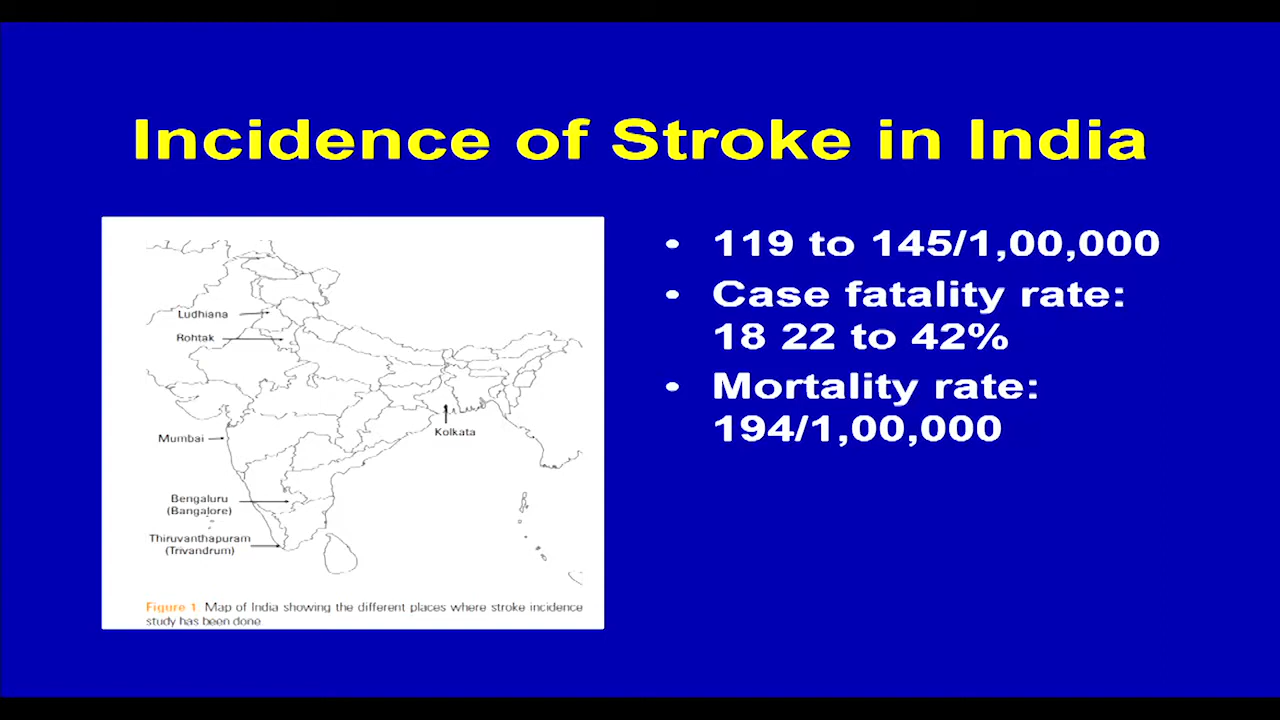 Incidence of Stroke in India
Ludhiana
Rohtak
Mumbai
Kolkata
Bengaluru
(Bangalore)
Thiruvanthapuram
(Trivandrum)
Figure 1 Map of India showing the different places where stroke incidence
study has been done
• 119 to 145/1,00,000
• Case fatality rate:
18 22 to 42%
• Mortality rate:
194/1,00,000